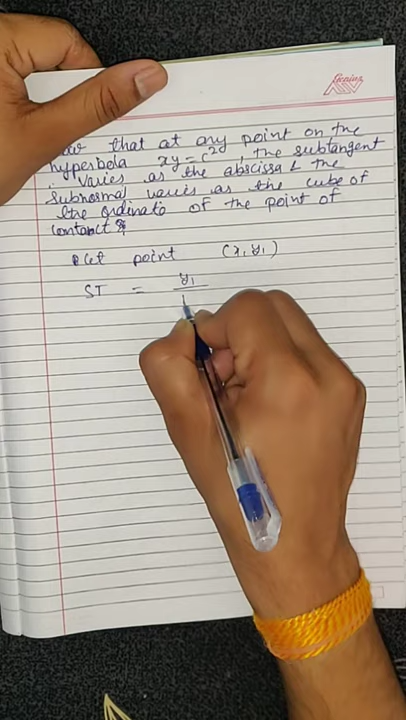 that at any point on the
hyperbola xy = c², the subtangent
varies as the abscissa & the
subnormal varies as the cube of
the ordinate of the point of
contact
Let point (x₁ y₁)
ST = y₁